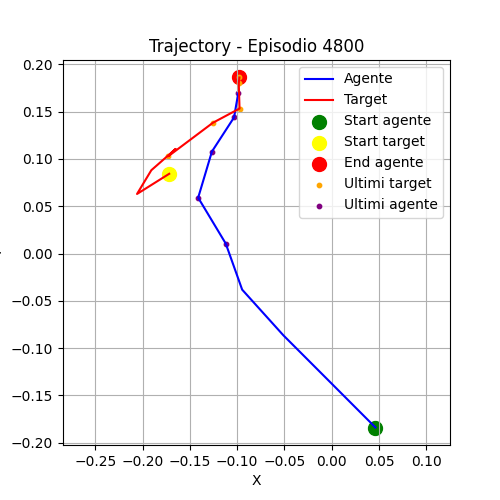 Trajectory - Episodio 4800
Agente
Target
Start agente
Start target
End agente
Ultimi target
Ultimi agente
0.20
0.15
0.10
0.05
0.00
−0.05
−0.10
−0.15
−0.20
−0.25 −0.20 −0.15 −0.10 −0.05 0.00 0.05 0.10
X